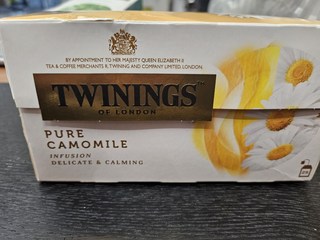 BY APPOINTMENT TO HER MAJESTY QUEEN ELIZABETH II
TEA & COFFEE MERCHANTS R. TWINING AND COMPANY LIMITED, LONDON.
TWININGS
OF LONDON
PURE
CAMOMILE
INFUSION
DELICATE & CALMING